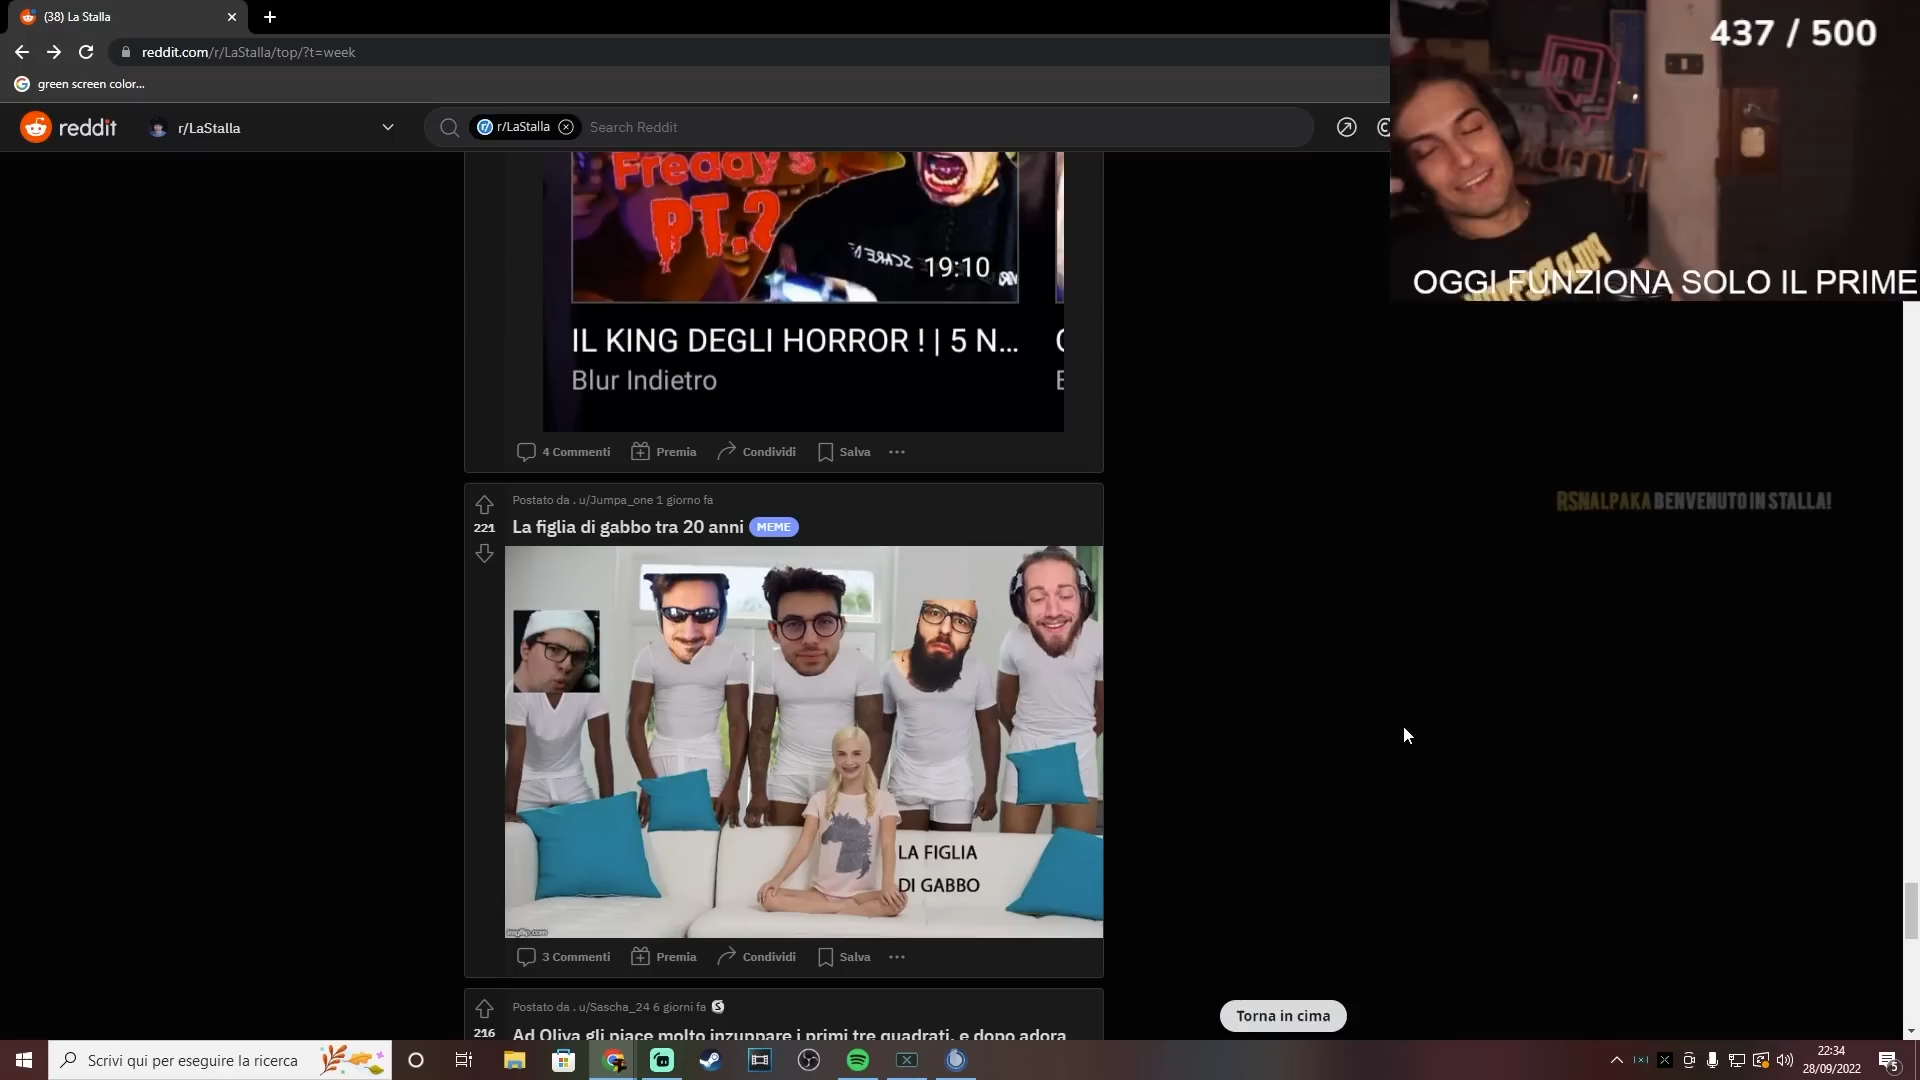 (38) La Stalla
reddit.com/r/LaStalla/top/?t=week
green screen color...
reddit
r/LaStalla
r/LaStalla
Search Reddit
437 / 500
OGGI FUNZIONA SOLO IL PRIME
Freddy's
PT.2
19:10
IL KING DEGLI HORROR ! | 5 N...
Blur Indietro
4 Commenti
Premia
Condividi
Salva
Postato da . u/Jumpa_one 1 giorno fa
221
La figlia di gabbo tra 20 anni
MEME
RSNALPAKA BENVENUTO IN STALLA!
LA FIGLIA
DI GABBO
imgflip.com
3 Commenti
Premia
Condividi
Salva
Postato da . u/Sascha_24 6 giorni fa
216
Ad Oliva gli piace molto inzuppare i primi tre quadrati, e dopo adora
Torna in cima
Scrivi qui per eseguire la ricerca
22:34
28/09/2022
5